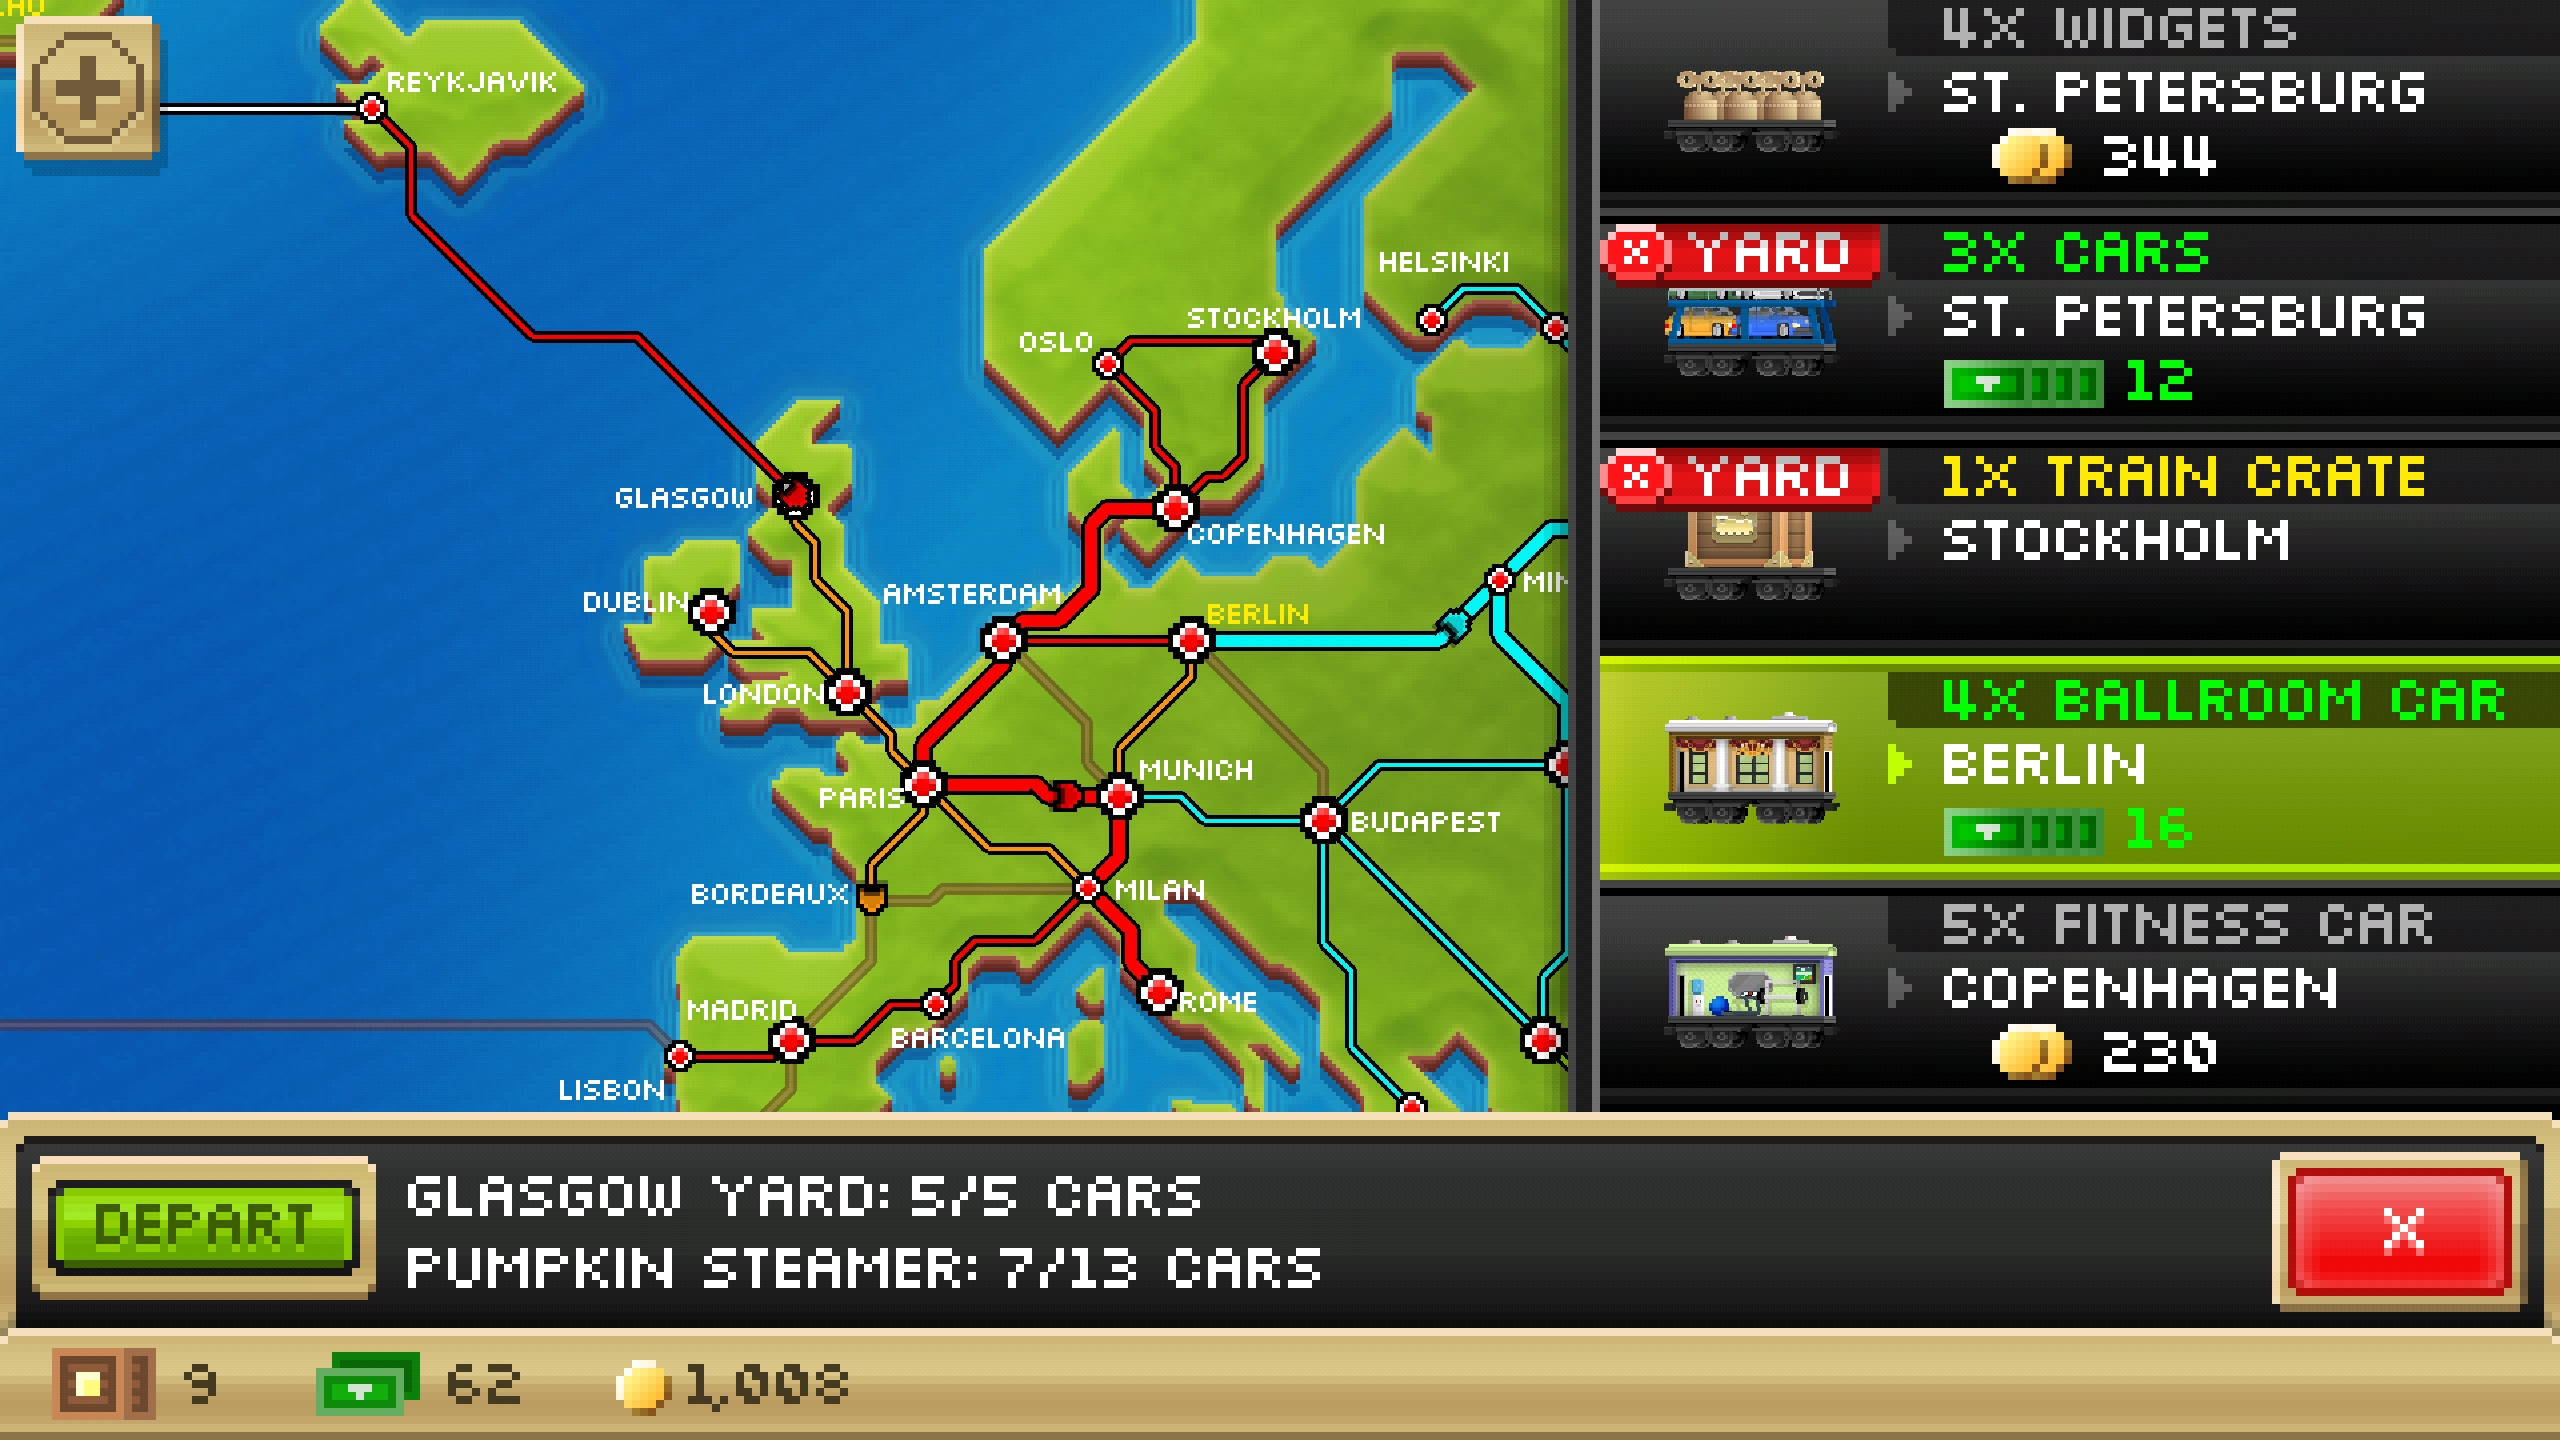 REYKJAVIK
HELSINKI
STOCKHOLM
OSLO
GLASGOW
COPENHAGEN
AMSTERDAM
DUBLIN
BERLIN
LONDON
MUNICH
PARIS
BUDAPEST
BORDEAUX
MILAN
MADRID
ROME
BARCELONA
LISBON
4X WIDGETS
ST. PETERSBURG
344
YARD
3X CARS
ST. PETERSBURG
12
YARD
1X TRAIN CRATE
STOCKHOLM
4X BALLROOM CAR
BERLIN
16
5X FITNESS CAR
COPENHAGEN
230
DEPART
GLASGOW YARD: 5/5 CARS
PUMPKIN STEAMER: 7/13 CARS
X
9
62
1,008